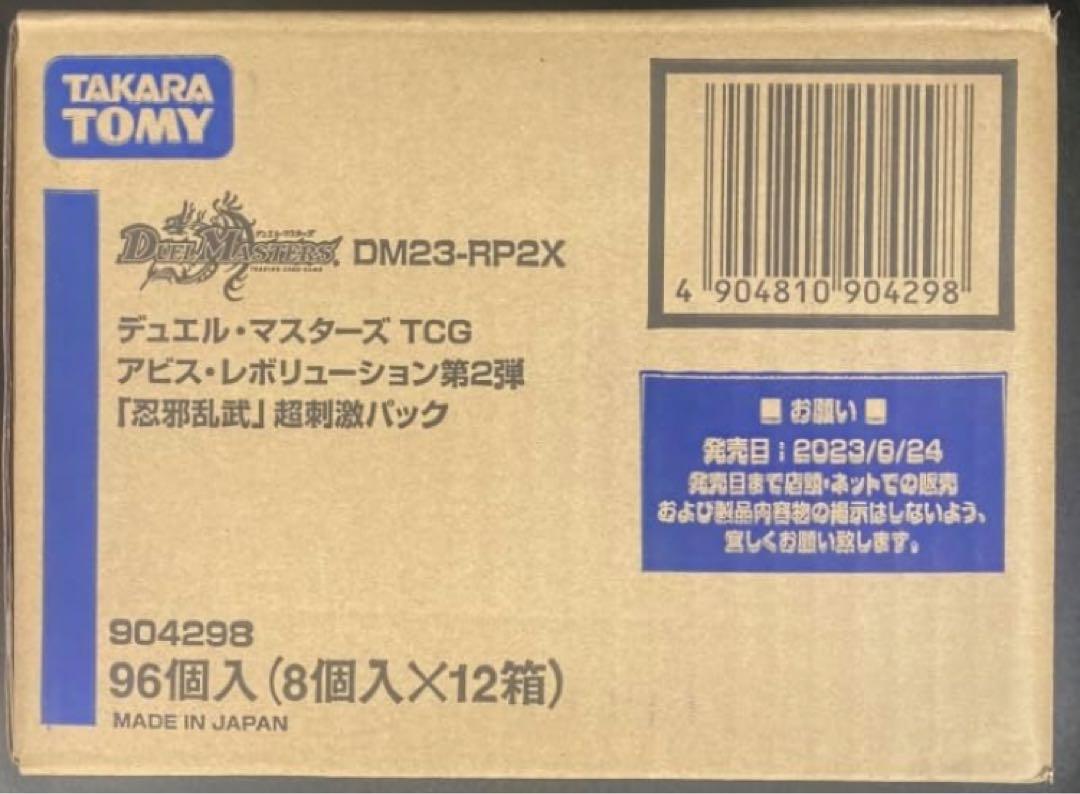 TAKARA
TOMY
デュエル・マスターズ
DUEL MASTERS
TRADING CARD GAME
DM23-RP2X
デュエル・マスターズ TCG
アビス・レボリューション第2弾
「忍邪乱武」超刺激パック
904298
96個入(8個入×12箱)
MADE IN JAPAN
4 904810 904298
■ お願い ■
発売日：2023/6/24
発売日まで店頭・ネットでの販売
および製品内容物の掲示はしないよう、
宜しくお願い致します。